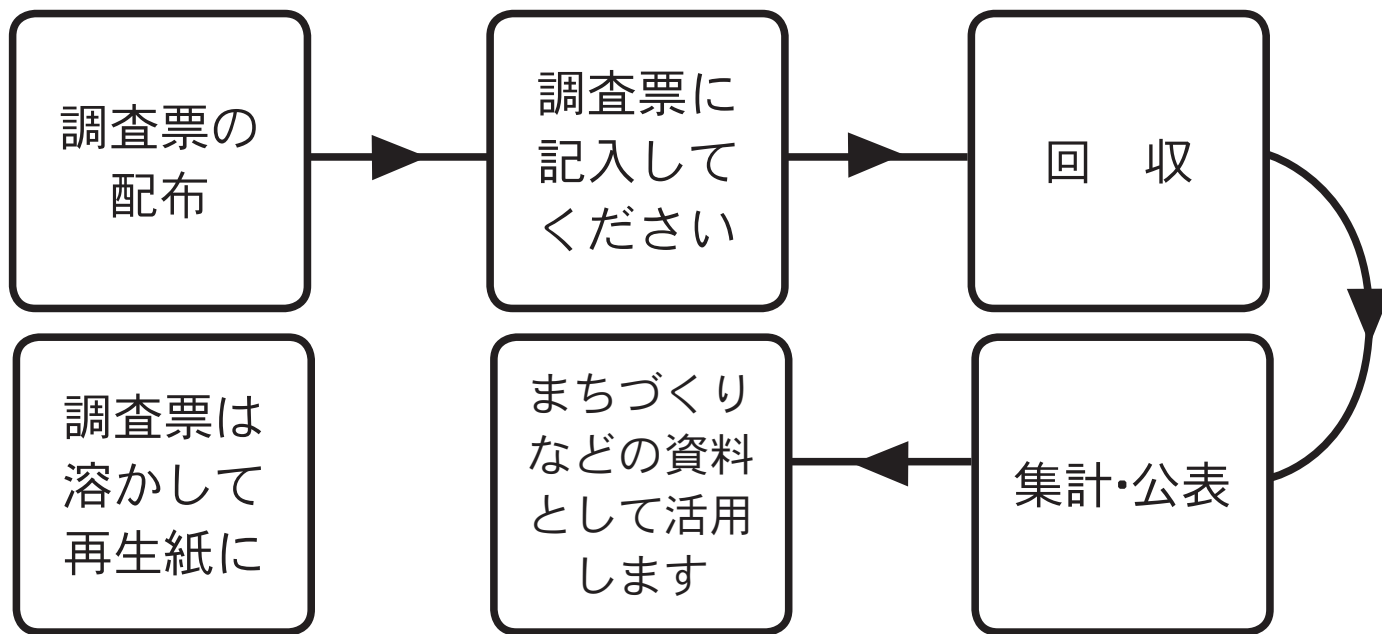 調査票の
配布
調査票に
記入して
ください
回　収
集計・公表
まちづくり
などの資料
として活用
します
調査票は
溶かして
再生紙に